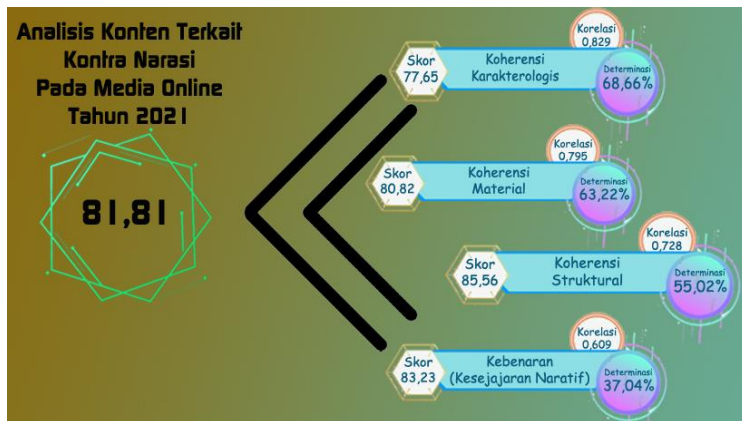 Analisis Konten Terkait
Kontra Narasi
Pada Media Online
Tahun 2021
81,81
Skor
77,65
Koherensi
Karakterologis
Korelasi
0,829
Determinasi
68,66%
Skor
80,82
Koherensi
Material
Korelasi
0,795
Determinasi
63,22%
Skor
85,56
Koherensi
Struktural
Korelasi
0,728
Determinasi
55,02%
Skor
83,23
Kebenaran
(Kesejajaran Naratif)
Korelasi
0,609
Determinasi
37,04%